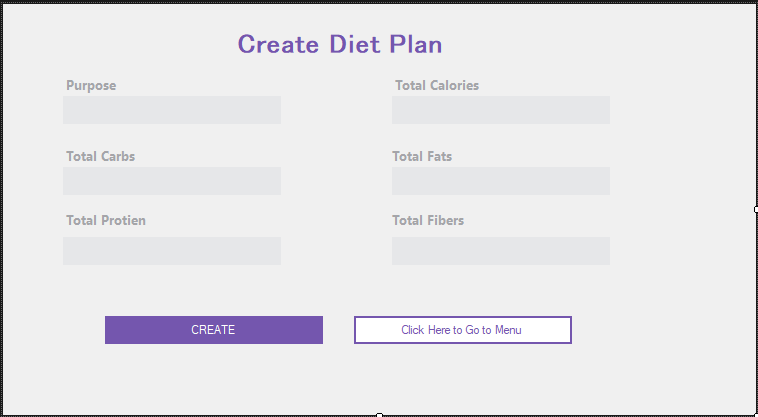 Create Diet Plan
Purpose
Total Calories
Total Carbs
Total Fats
Total Protien
Total Fibers
CREATE
Click Here to Go to Menu